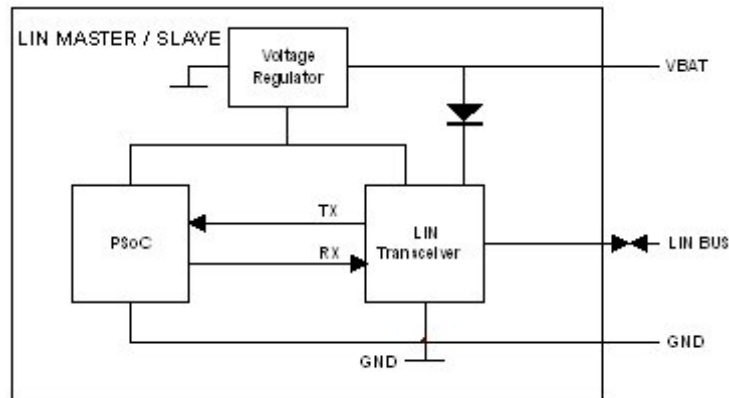 LIN MASTER / SLAVE
Voltage
Regulator
VBAT
TX
PSoC
LIN
Transceiver
RX
LIN BUS
GND
GND